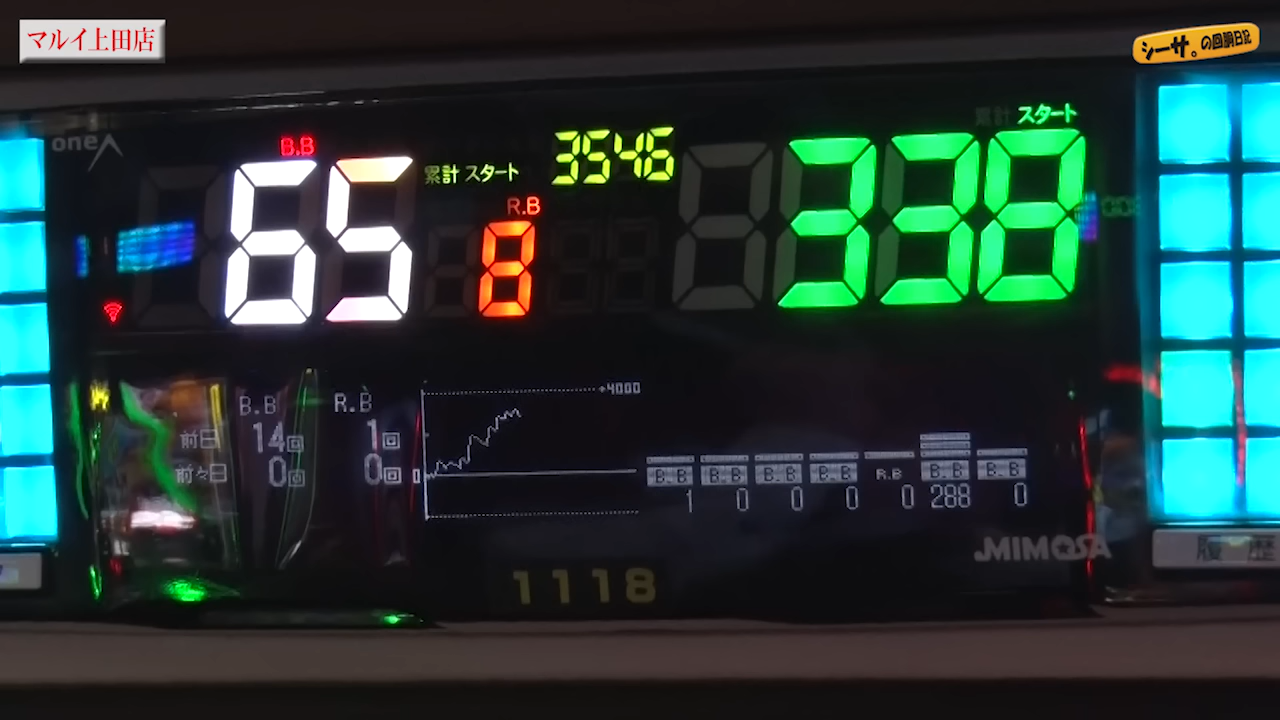 マルイ上田店
シーサ。の回胴日記
oneA
B.B
65
累計 スタート
3546
R.B
8
累計 スタート
338
B.B R.B
前日 14回 1回
前々日 0回 0回
+4000
0
B.B B.B B.B B.B R.B B.B B.B
1 0 0 0 0 288 0
MIMOSA
1118
履歴